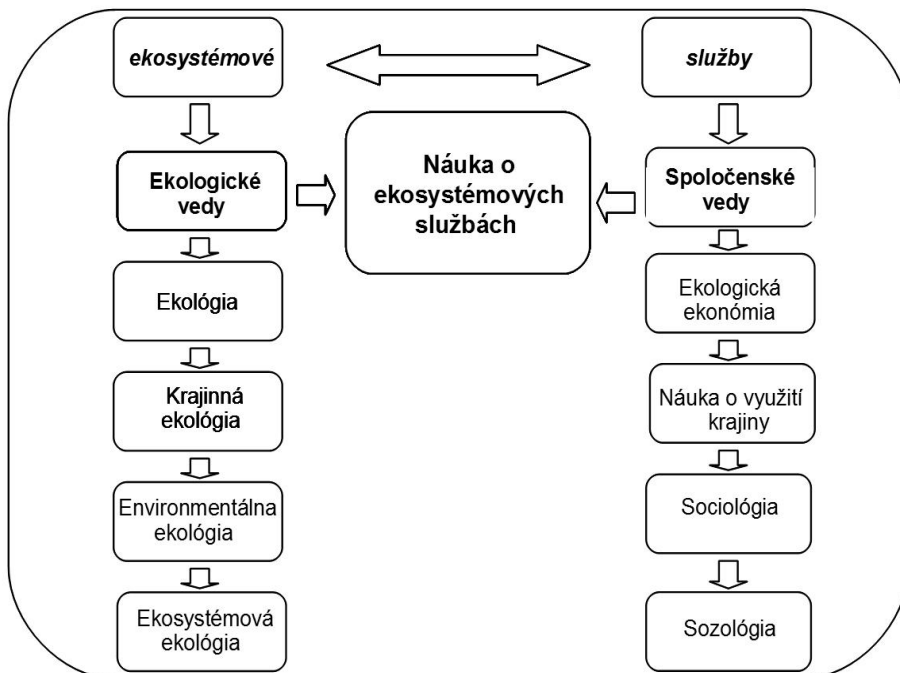 ekosystémové
služby
Ekologické
vedy
Náuka o
ekosystémových
službách
Spoločenské
vedy
Ekológia
Ekologická
ekonómia
Krajinná
ekológia
Náuka o využití
krajiny
Environmentálna
ekológia
Sociológia
Ekosystémová
ekológia
Sozológia